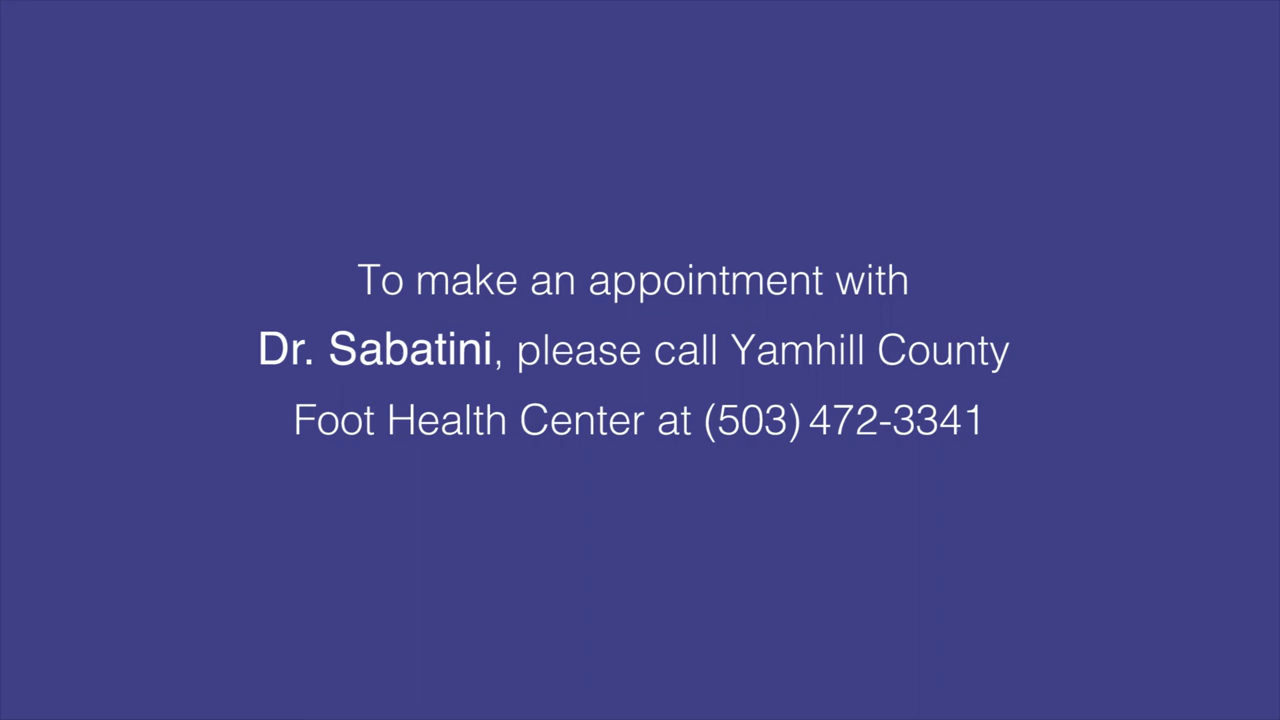 To make an appointment with
Dr. Sabatini, please call Yamhill County
Foot Health Center at (503) 472-3341